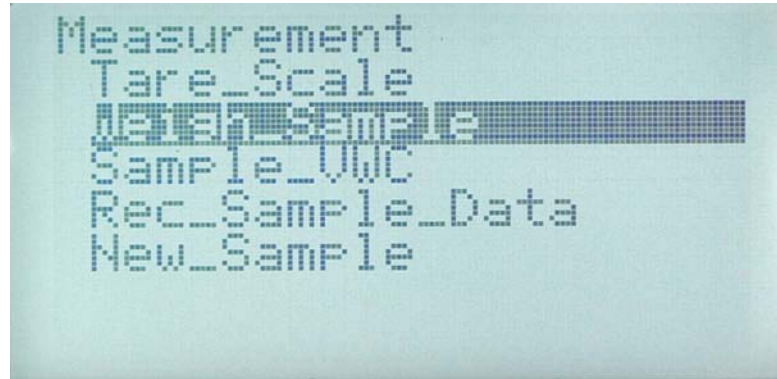 Measurement
Tare_Scale
Weigh_Sample
Sample_VWC
Rec_Sample_Data
New_Sample